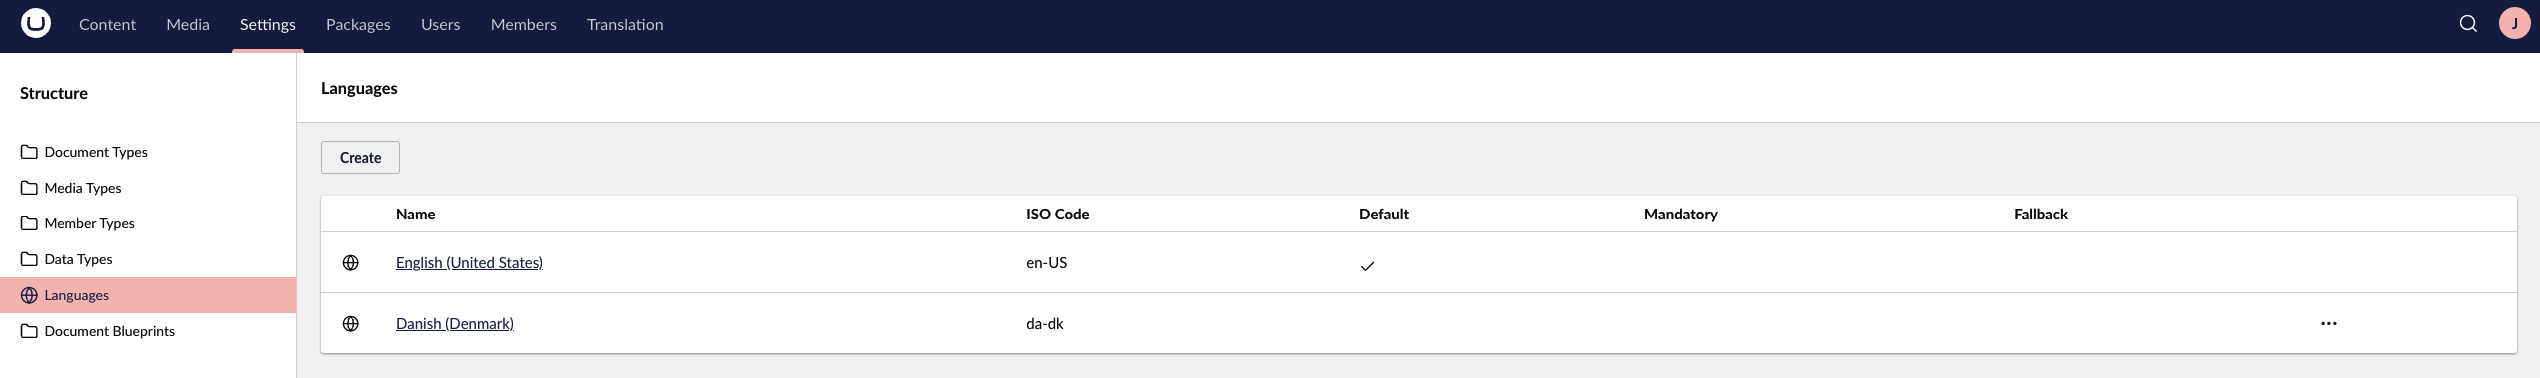 Content Media Settings Packages Users Members Translation J
Structure
Document Types
Media Types
Member Types
Data Types
Languages
Document Blueprints
Languages
Create
Name ISO Code Default Mandatory Fallback
English (United States) en-US
Danish (Denmark) da-dk